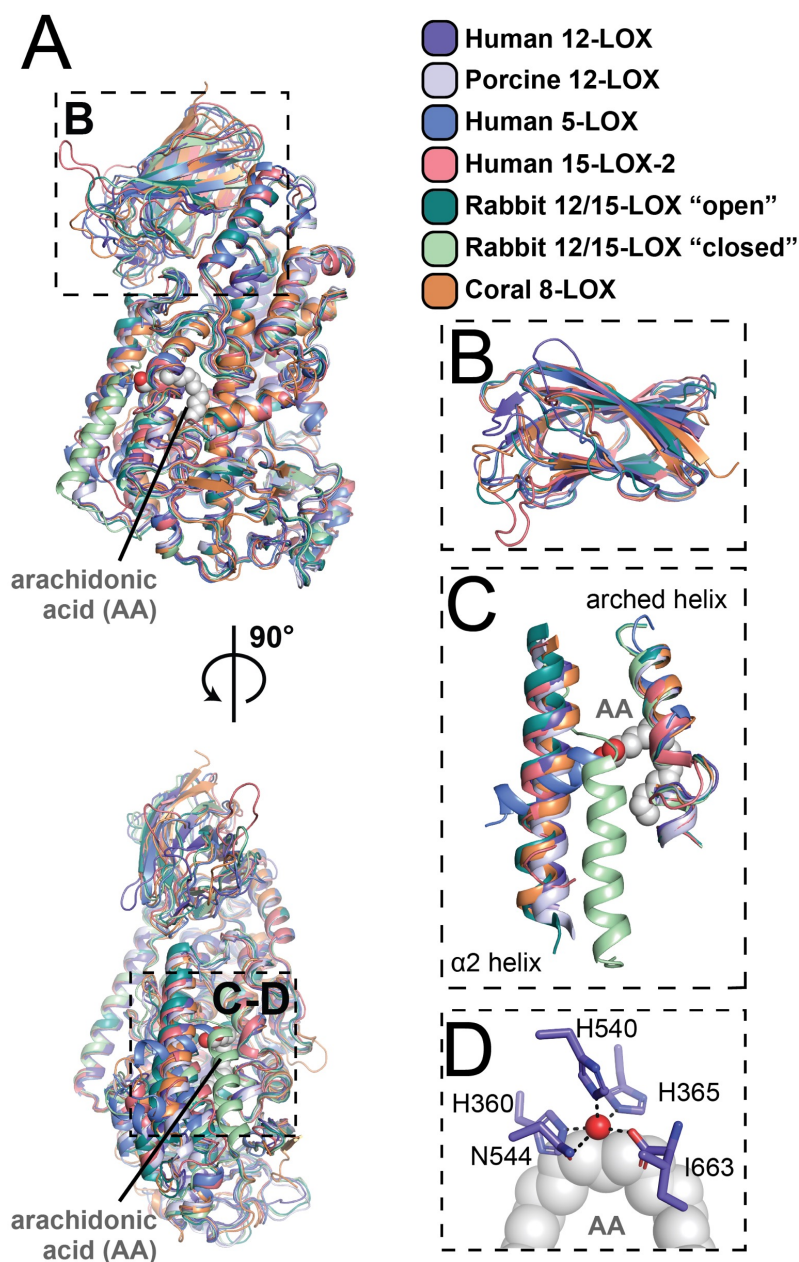 A
B
arachidonic
acid (AA)
90°
C-D
arachidonic
acid (AA)
Human 12-LOX
Porcine 12-LOX
Human 5-LOX
Human 15-LOX-2
Rabbit 12/15-LOX “open”
Rabbit 12/15-LOX “closed”
Coral 8-LOX
B
C
arched helix
AA
α2 helix
D
H540
H360
H365
N544
I663
AA